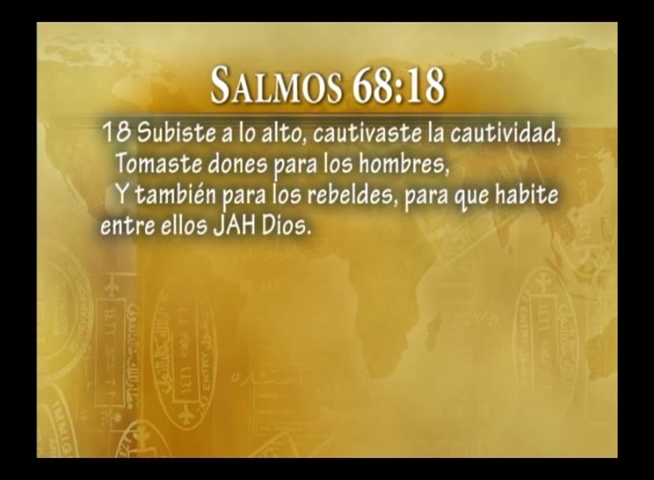 SALMOS 68:18
18 Subiste a lo alto, cautivaste la cautividad,
Tomaste dones para los hombres,
Y también para los rebeldes, para que habite
entre ellos JAH Dios.